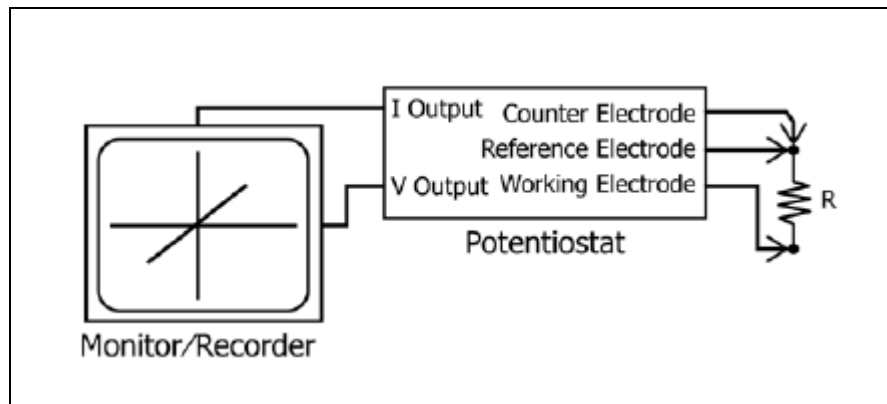 I Output
Counter Electrode
Reference Electrode
V Output
Working Electrode
R
Potentiostat
Monitor/Recorder